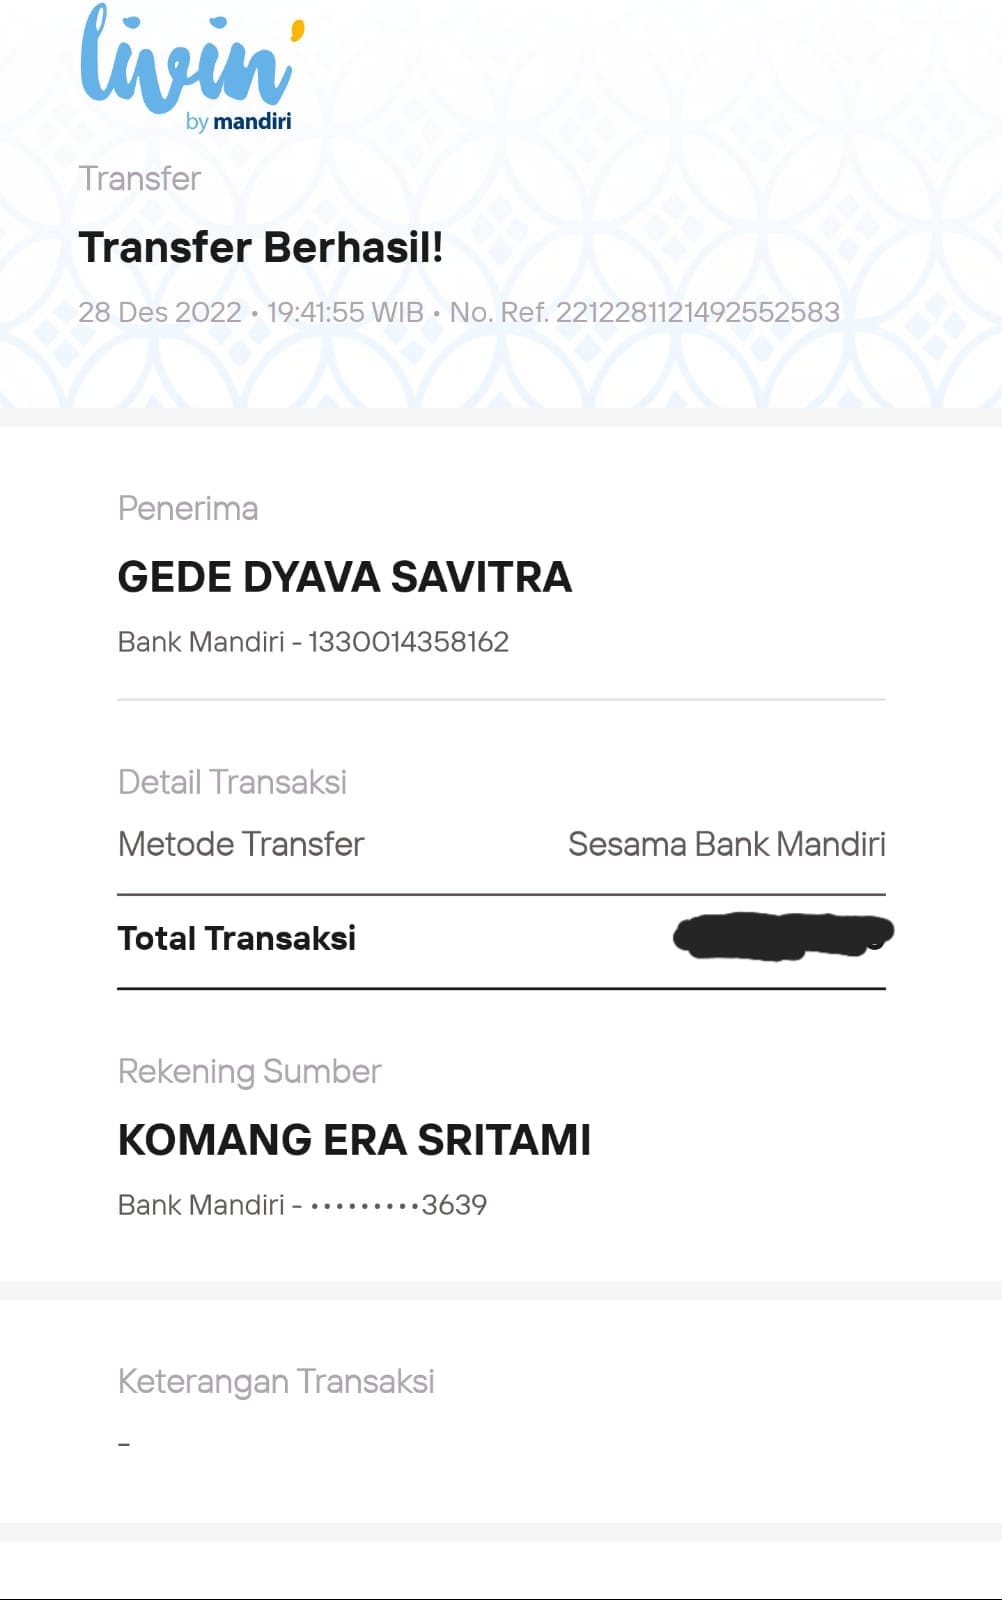 livin'
by mandiri
Transfer
Transfer Berhasil!
28 Des 2022 • 19:41:55 WIB • No. Ref. 2212281121492552583
Penerima
GEDE DYAVA SAVITRA
Bank Mandiri - 1330014358162
Detail Transaksi
Metode Transfer Sesama Bank Mandiri
Total Transaksi
Rekening Sumber
KOMANG ERA SRITAMI
Bank Mandiri - •••••••••3639
Keterangan Transaksi
-